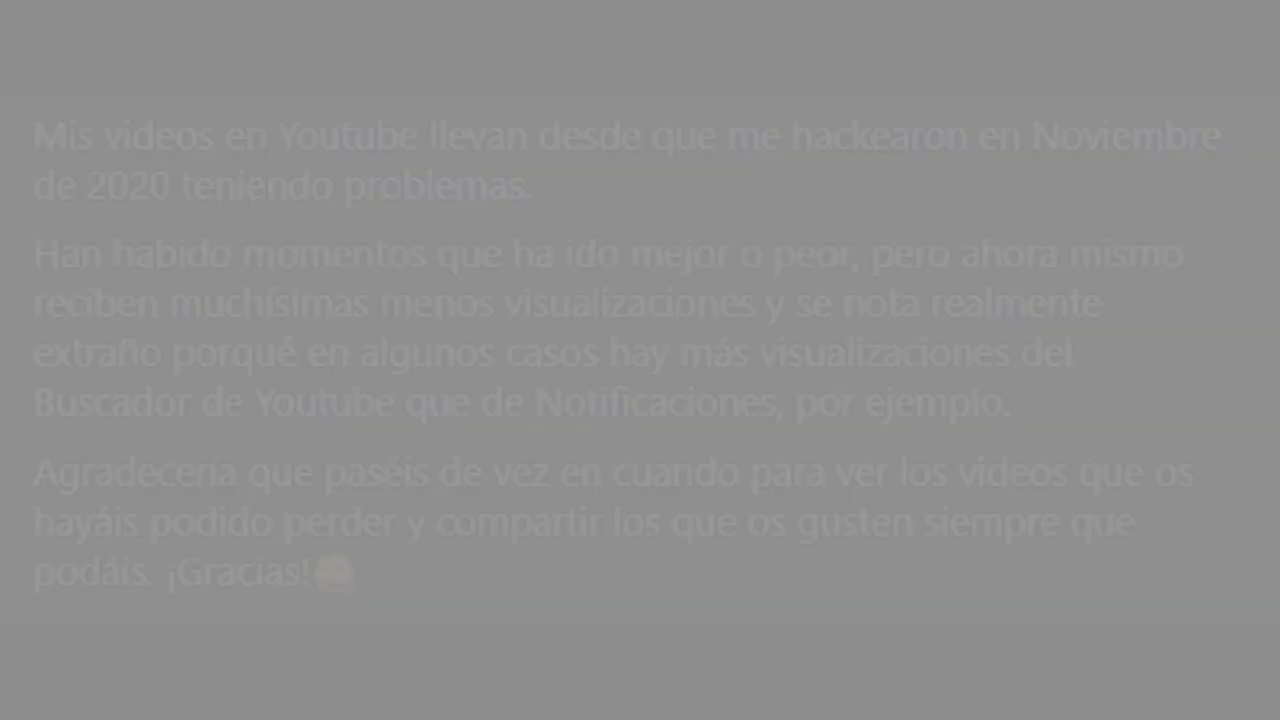 Mis videos en Youtube llevan desde que me hackearon en Noviembre
de 2020 teniendo problemas.
Han habido momentos que ha ido mejor o peor, pero ahora mismo
reciben muchísimas menos visualizaciones y se nota realmente
extraño porqué en algunos casos hay más visualizaciones del
Buscador de Youtube que de Notificaciones, por ejemplo.
Agradecería que paséis de vez en cuando para ver los videos que os
hayáis podido perder y compartir los que os gusten siempre que
podáis. ¡Gracias!